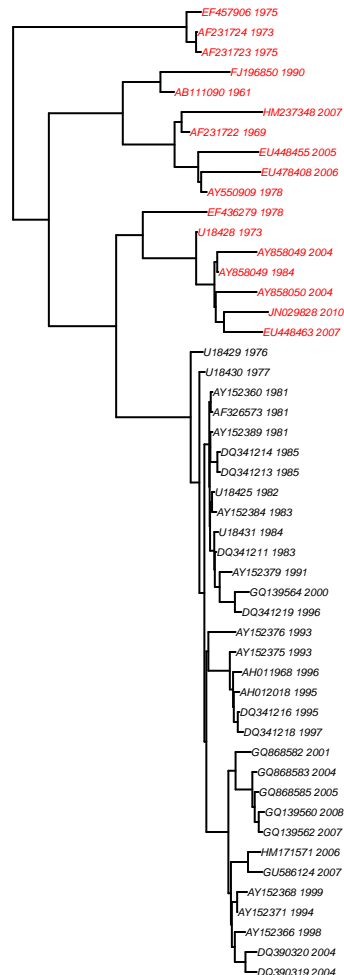 EF457906 1975
AF231724 1973
AF231723 1975
FJ196850 1990
AB111090 1961
HM237348 2007
AF231722 1969
EU448455 2005
EU478408 2006
AY550909 1978
EF436279 1978
U18428 1973
AY858049 2004
AY858049 1984
AY858050 2004
JN029828 2010
EU448463 2007
U18429 1976
U18430 1977
AY152360 1981
AF326573 1981
AY152389 1981
DQ341214 1985
DQ341213 1985
U18425 1982
AY152384 1983
U18431 1984
DQ341211 1983
AY152379 1991
GQ139564 2000
DQ341219 1996
AY152376 1993
AY152375 1993
AH011968 1996
AH012018 1995
DQ341216 1995
DQ341218 1997
GQ868582 2001
GQ868583 2004
GQ868585 2005
GQ139560 2008
GQ139562 2007
HM171571 2006
GU586124 2007
AY152368 1999
AY152371 1994
AY152366 1998
DQ390320 2004
DQ390319 2004